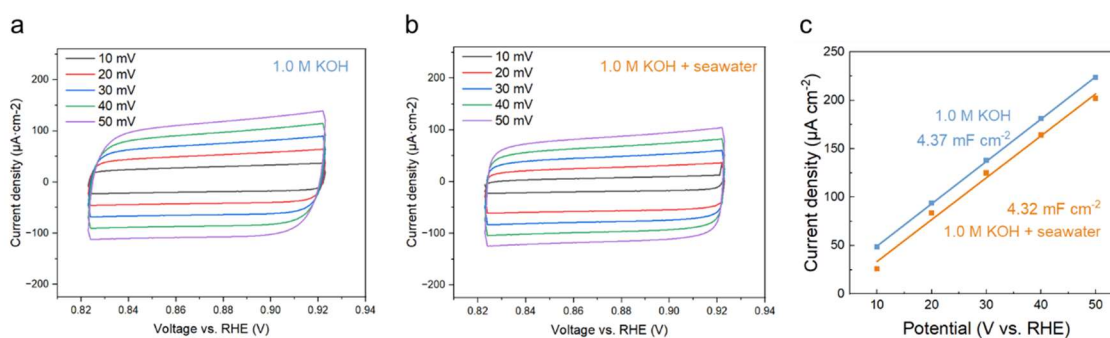 a
200
100
0
−100
−200
Current density (μA·cm-2)
10 mV
20 mV
30 mV
40 mV
50 mV
1.0 M KOH
0.82 0.84 0.86 0.88 0.90 0.92 0.94
Voltage vs. RHE (V)
b
200
100
0
−100
−200
Current density (μA·cm-2)
10 mV
20 mV
30 mV
40 mV
50 mV
1.0 M KOH + seawater
0.82 0.84 0.86 0.88 0.90 0.92 0.94
Voltage vs. RHE (V)
c
250
200
150
100
50
0
Current density (μA cm-2)
1.0 M KOH
4.37 mF cm-2
4.32 mF cm-2
1.0 M KOH + seawater
10 20 30 40 50
Potential (V vs. RHE)